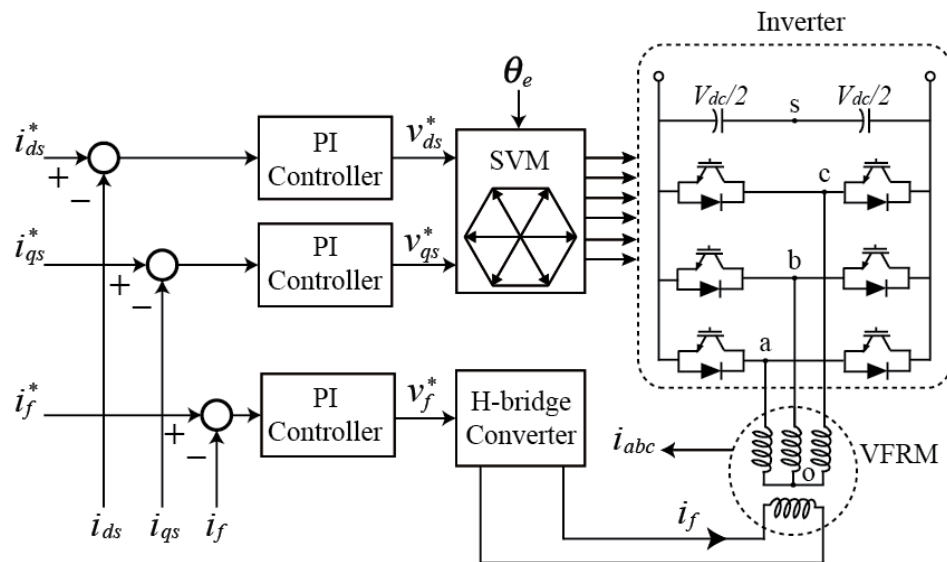 Inverter
θe
Vdc/2
s
Vdc/2
i*ds
+
−
PI
Controller
v*ds
SVM
c
i*qs
+
−
PI
Controller
v*qs
b
a
i*f
+
−
PI
Controller
v*f
H-bridge
Converter
iabc
VFRM
o
ids
iqs
if
if